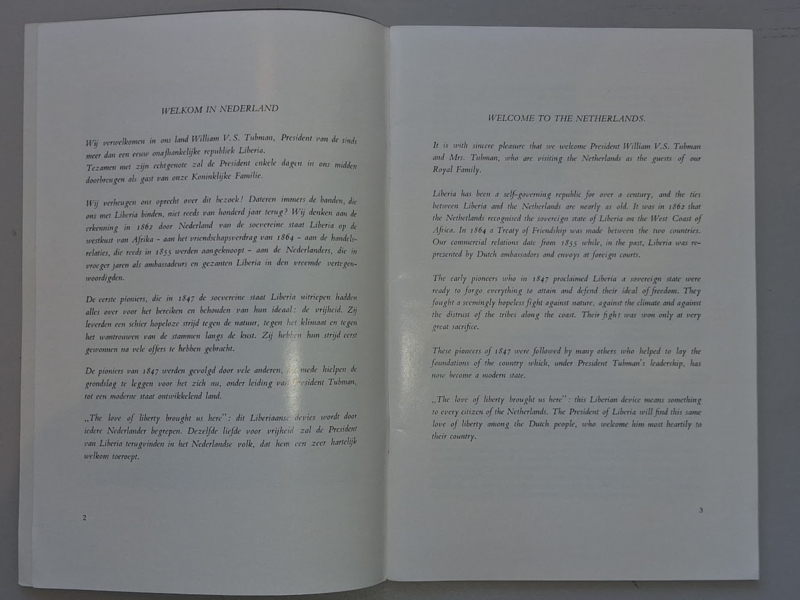 WELKOM IN NEDERLAND
Wij verwelkomen in ons land William V.S. Tubman, President van de sinds
meer dan een eeuw onafhankelijke republiek Liberia.
Tezamen met zijn echtgenote zal de President enkele dagen in ons midden
doorbrengen als gast van onze Koninklijke Familie.
Wij verheugen ons oprecht over dit bezoek! Dateren immers de banden, die
ons met Liberia binden, niet reeds van honderd jaar terug? Wij denken aan de
erkenning in 1862 door Nederland van de soevereine staat Liberia op de
westkust van Afrika – aan het vriendschapsverdrag van 1864 – aan de handels-
relaties, die reeds in 1855 werden aangeknoopt – aan de Nederlanders, die in
vroeger jaren als ambassadeurs en gezanten Liberia in den vreemde vertegen-
woordigden.
De eerste pioniers, die in 1847 de soevereine staat Liberia uitriepen hadden
alles over voor het bereiken en behouden van hun ideaal: de vrijheid. Zij
leverden een schier hopeloze strijd tegen de natuur, tegen het klimaat en tegen
het wantrouwen van de stammen langs de kust. Zij hebben hun strijd eerst
gewonnen na vele offers te hebben gebracht.
De pioniers van 1847 werden gevolgd door vele anderen, die mede hielpen de
grondslag te leggen voor het zich nu, onder leiding van President Tubman,
tot een moderne staat ontwikkelend land.
„The love of liberty brought us here": dit Liberiaanse devies wordt door
iedere Nederlander begrepen. Dezelfde liefde voor vrijheid zal de President
van Liberia terugvinden in het Nederlandse volk, dat hem een zeer hartelijk
welkom toeroept.
2
WELCOME TO THE NETHERLANDS.
It is with sincere pleasure that we welcome President William V.S. Tubman
and Mrs. Tubman, who are visiting the Netherlands as the guests of our
Royal Family.
Liberia has been a self-governing republic for over a century, and the ties
between Liberia and the Netherlands are nearly as old. It was in 1862 that
the Netherlands recognised the sovereign state of Liberia on the West Coast of
Africa. In 1864 a Treaty of Friendship was made between the two countries.
Our commercial relations date from 1855 while, in the past, Liberia was re-
presented by Dutch ambassadors and envoys at foreign courts.
The early pioneers who in 1847 proclaimed Liberia a sovereign state were
ready to forgo everything to attain and defend their ideal of freedom. They
fought a seemingly hopeless fight against nature, against the climate and against
the distrust of the tribes along the coast. Their fight was won only at very
great sacrifice.
These pioneers of 1847 were followed by many others who helped to lay the
foundations of the country which, under President Tubman's leadership, has
now become a modern state.
„The love of liberty brought us here": this Liberian device means something
to every citizen of the Netherlands. The President of Liberia will find this same
love of liberty among the Dutch people, who welcome him most heartily to
their country.
3